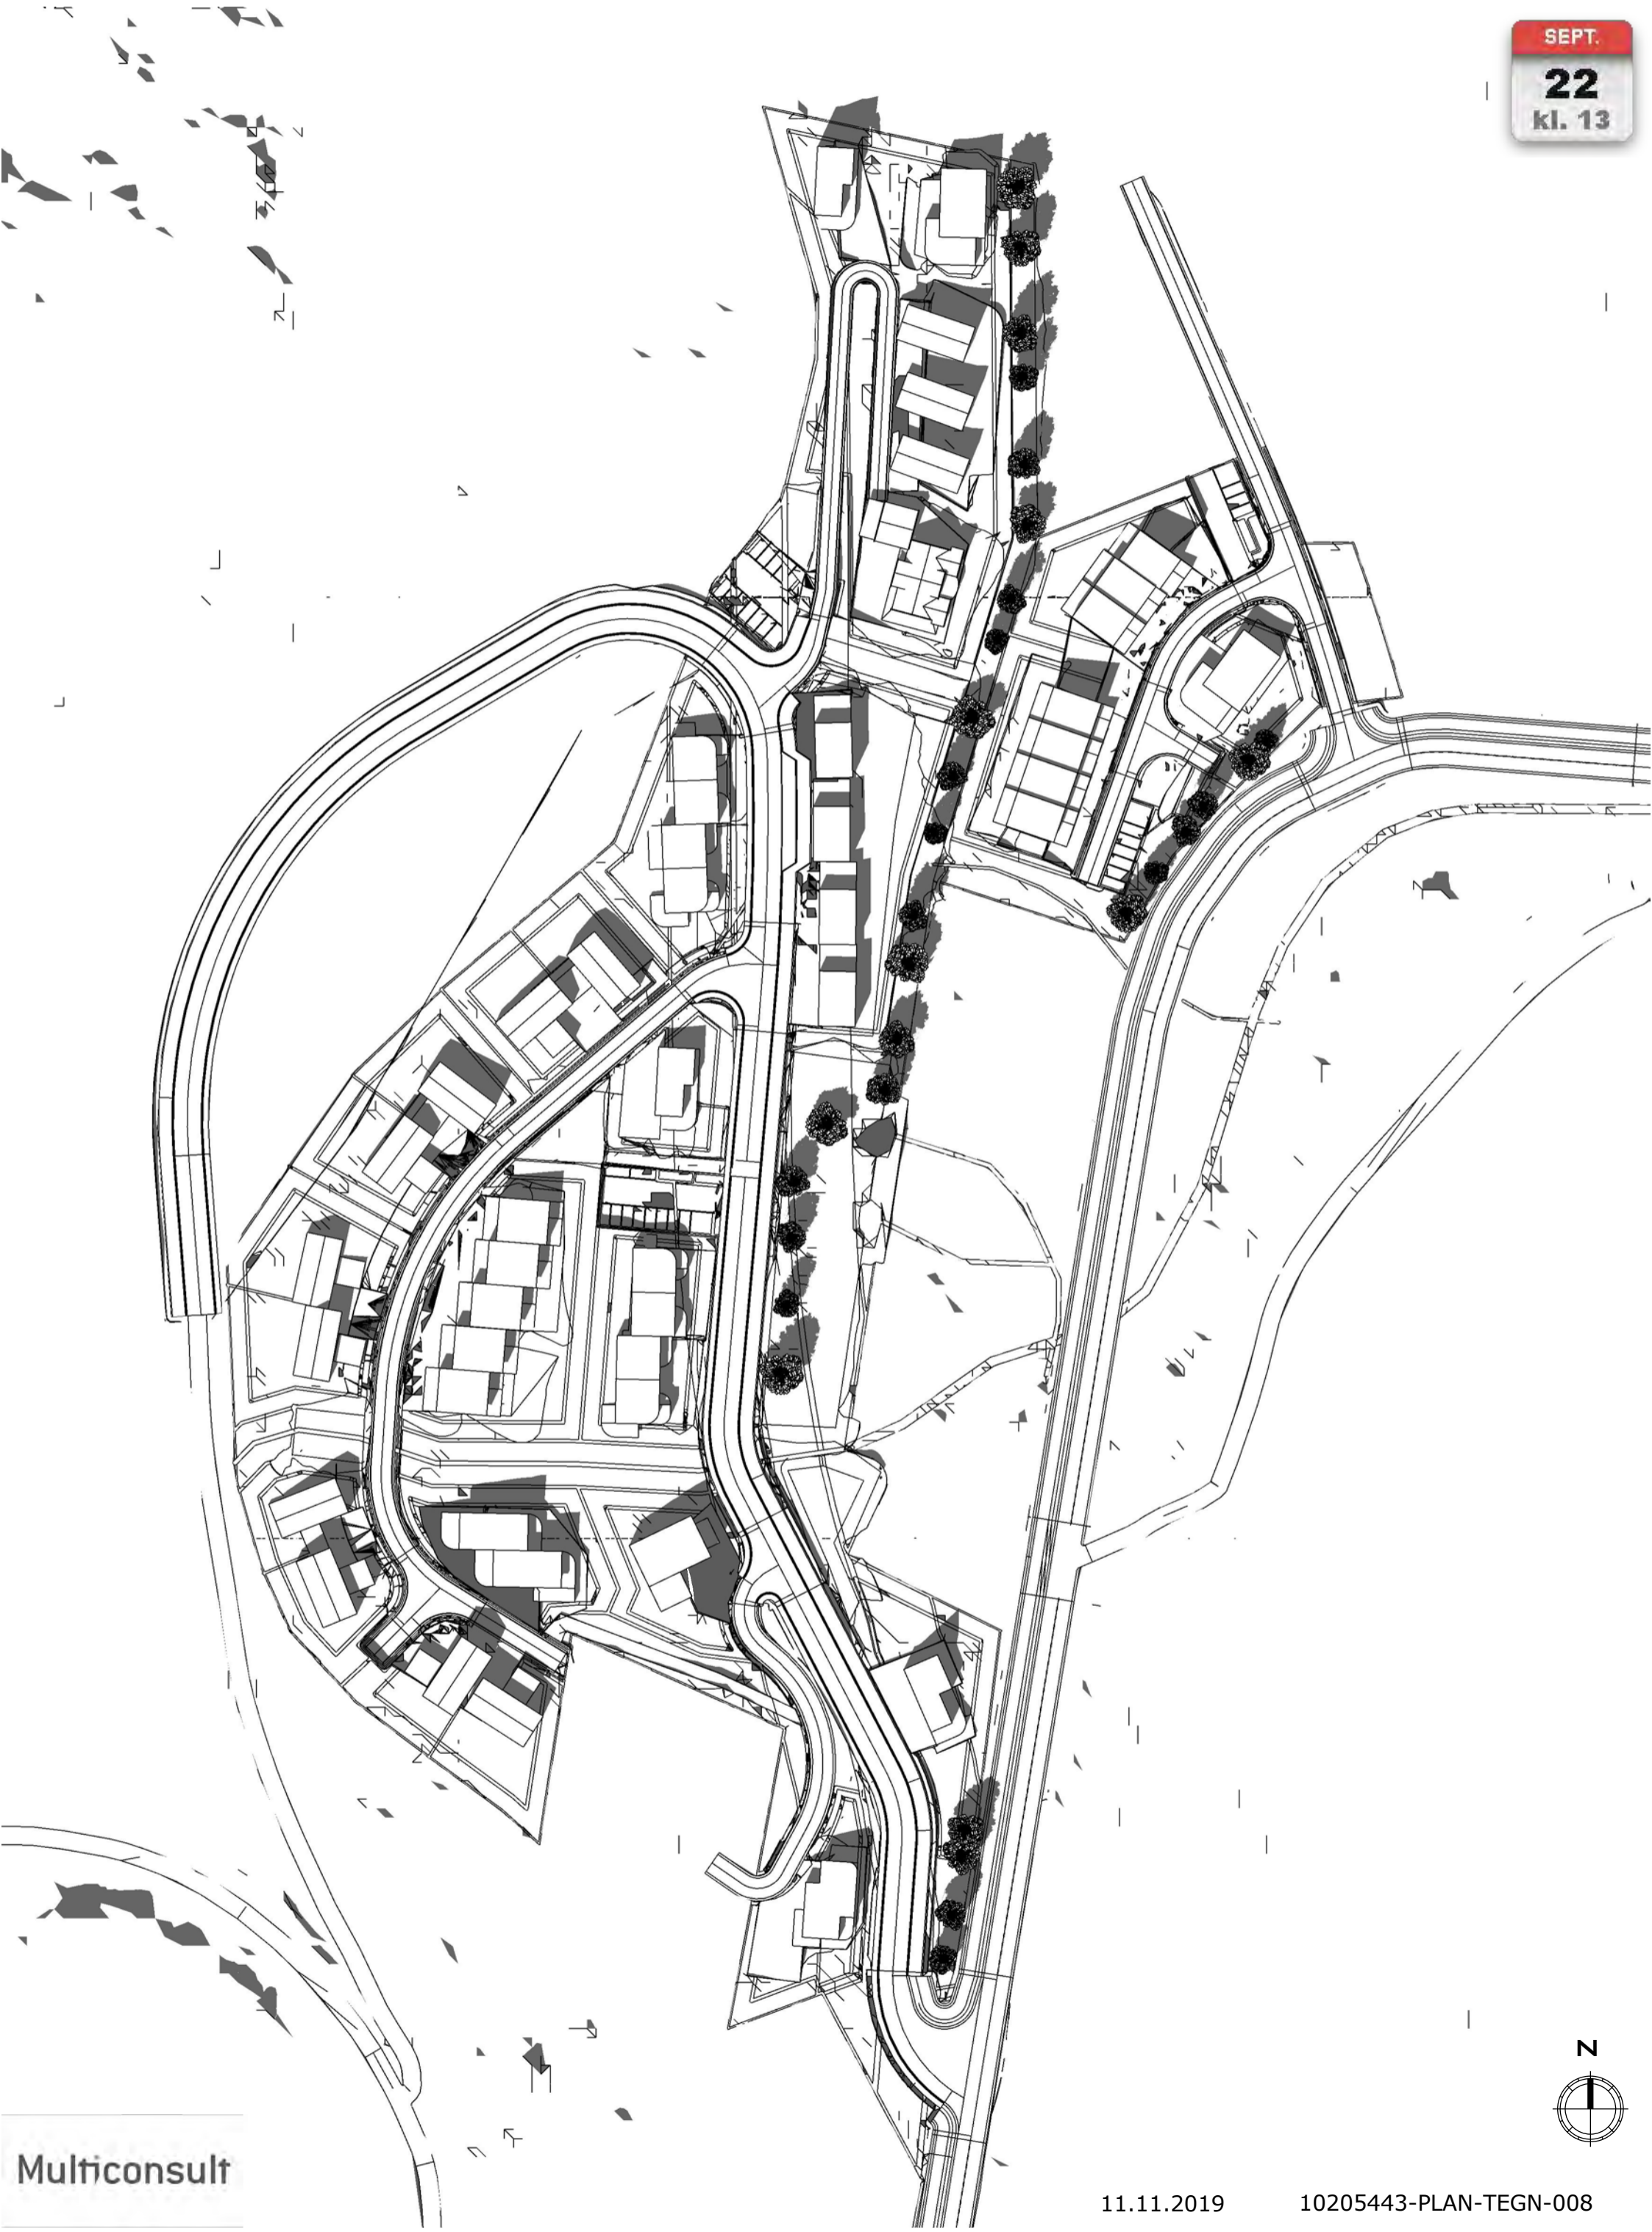 SEPT.
22
kl. 13
N
Multiconsult
11.11.2019 10205443-PLAN-TEGN-008